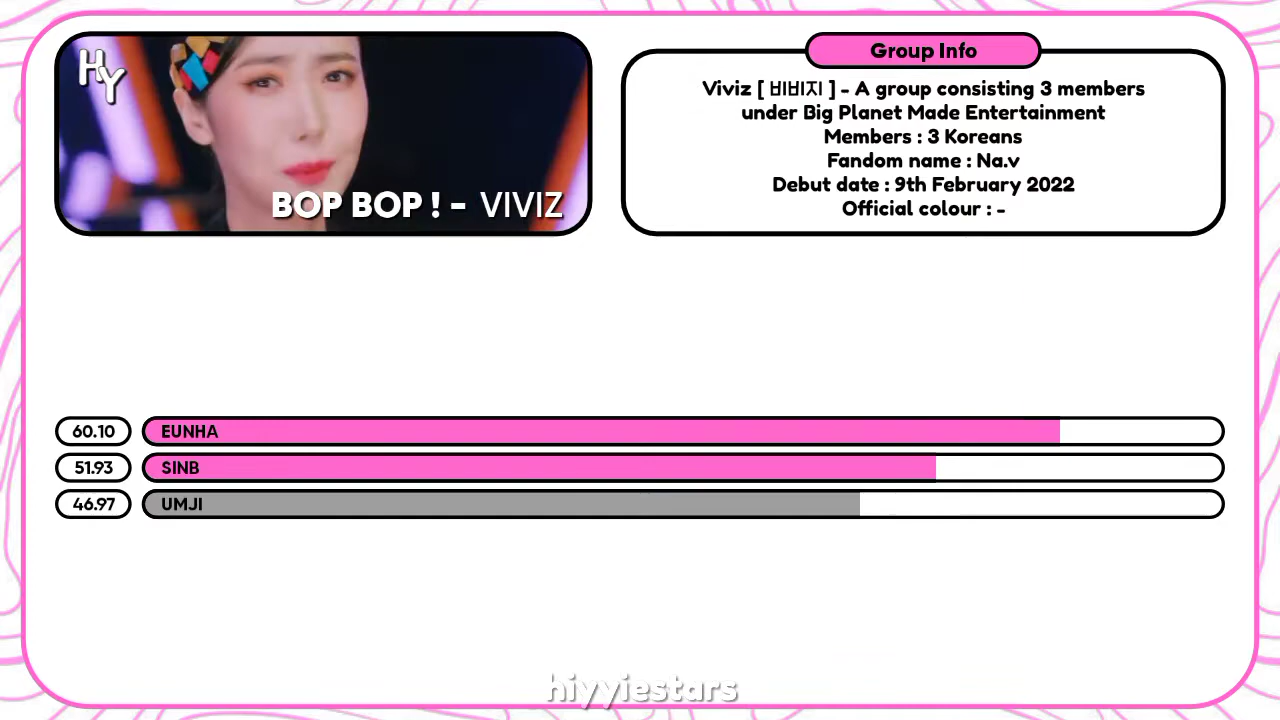 HY
BOP BOP ! - VIVIZ
Group Info
Viviz [ 비비지 ] - A group consisting 3 members
under Big Planet Made Entertainment
Members : 3 Koreans
Fandom name : Na.v
Debut date : 9th February 2022
Official colour : -
60.10 EUNHA
51.93 SINB
46.97 UMJI
hiyyiestars